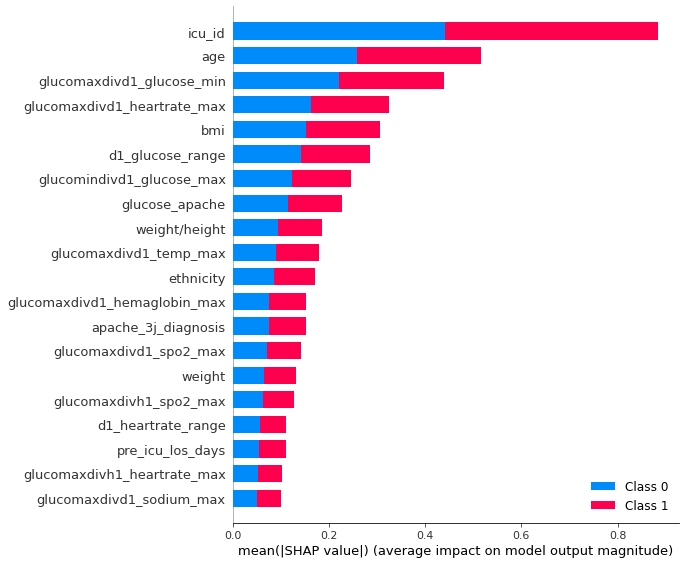 icu_id
age
glucomaxdivd1_glucose_min
glucomaxdivd1_heartrate_max
bmi
d1_glucose_range
glucomindivd1_glucose_max
glucose_apache
weight/height
glucomaxdivd1_temp_max
ethnicity
glucomaxdivd1_hemaglobin_max
apache_3j_diagnosis
glucomaxdivd1_spo2_max
weight
glucomaxdivh1_spo2_max
d1_heartrate_range
pre_icu_los_days
glucomaxdivh1_heartrate_max
glucomaxdivd1_sodium_max
Class 0
Class 1
0.0 0.2 0.4 0.6 0.8
mean(|SHAP value|) (average impact on model output magnitude)